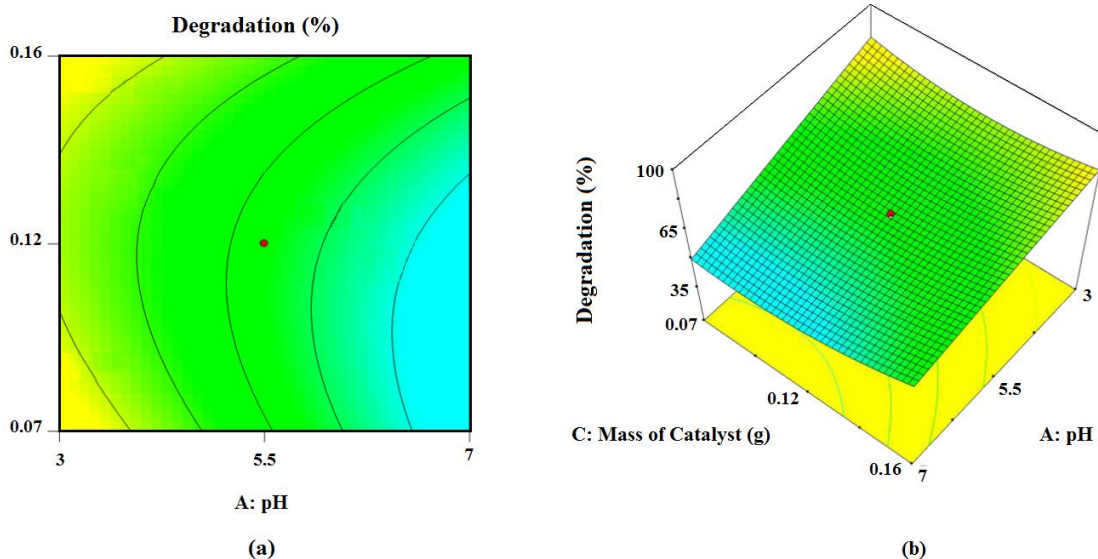 Degradation (%)
0.16
0.12
0.07
3
5.5
7
A: pH
(a)
Degradation (%)
100
65
35
0.07
0.12
0.16
7
5.5
3
C: Mass of Catalyst (g)
A: pH
(b)